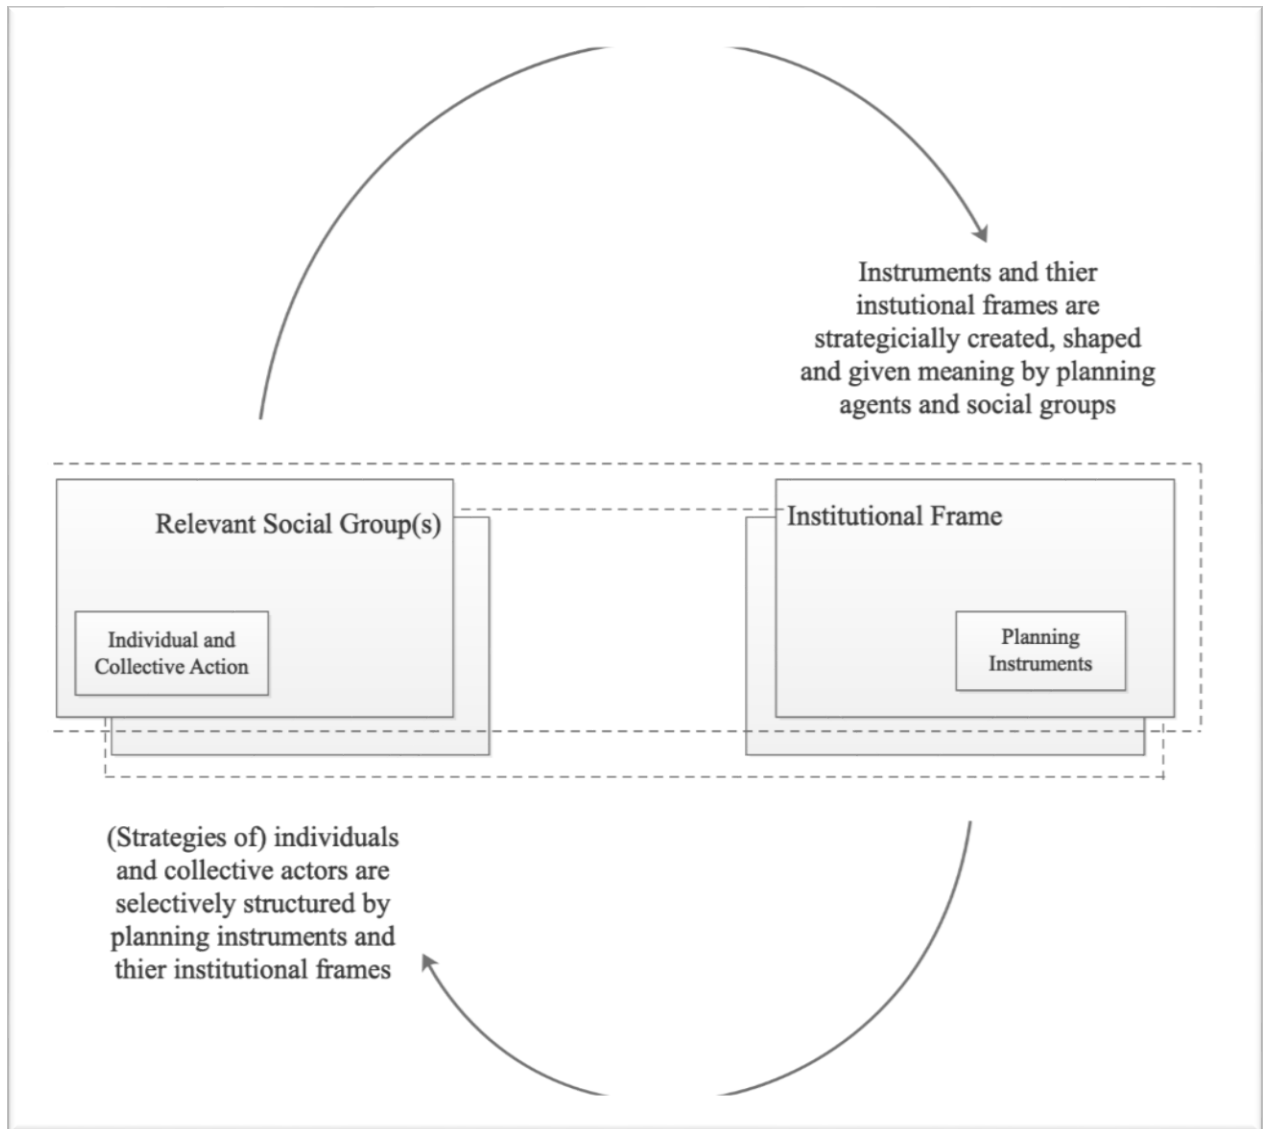 Instruments and thier
instutional frames are
strategicially created, shaped
and given meaning by planning
agents and social groups
Relevant Social Group(s)
Institutional Frame
Individual and
Collective Action
Planning
Instruments
(Strategies of) individuals
and collective actors are
selectively structured by
planning instruments and
thier institutional frames